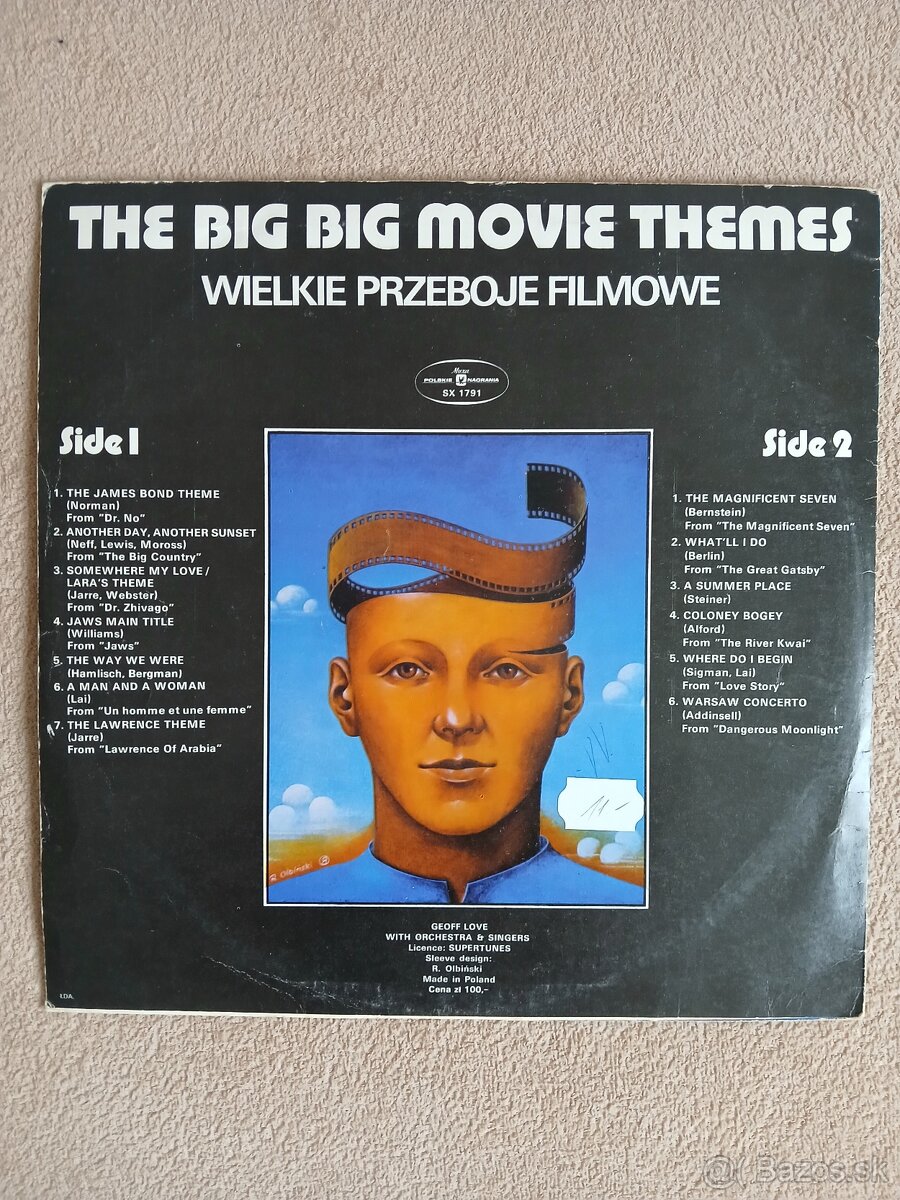 THE BIG BIG MOVIE THEMES
WIELKIE PRZEBOJE FILMOWE
Muza
POLSKIE NAGRANIA
SX 1791
Side 1
1. THE JAMES BOND THEME
(Norman)
From "Dr. No"
2. ANOTHER DAY, ANOTHER SUNSET
(Neff, Lewis, Moross)
From "The Big Country"
3. SOMEWHERE MY LOVE/
LARA'S THEME
(Jarre, Webster)
From "Dr. Zhivago"
4. JAWS MAIN TITLE
(Williams)
From "Jaws"
5. THE WAY WE WERE
(Hamlisch, Bergman)
6. A MAN AND A WOMAN
(Lai)
From "Un homme et une femme"
7. THE LAWRENCE THEME
(Jarre)
From "Lawrence Of Arabia"
Side 2
1. THE MAGNIFICENT SEVEN
(Bernstein)
From "The Magnificent Seven"
2. WHAT'LL I DO
(Berlin)
From "The Great Gatsby"
3. A SUMMER PLACE
(Steiner)
4. COLONEY BOGEY
(Alford)
From "The River Kwai"
5. WHERE DO I BEGIN
(Sigman, Lai)
From "Love Story"
6. WARSAW CONCERTO
(Addinsell)
From "Dangerous Moonlight"
R. Olbiński
11-
GEOFF LOVE
WITH ORCHESTRA & SINGERS
Licence: SUPERTUNES
Sleeve design:
R. Olbiński
Made in Poland
Cena zł 100,-
ŁDA.
@ Bazos.sk